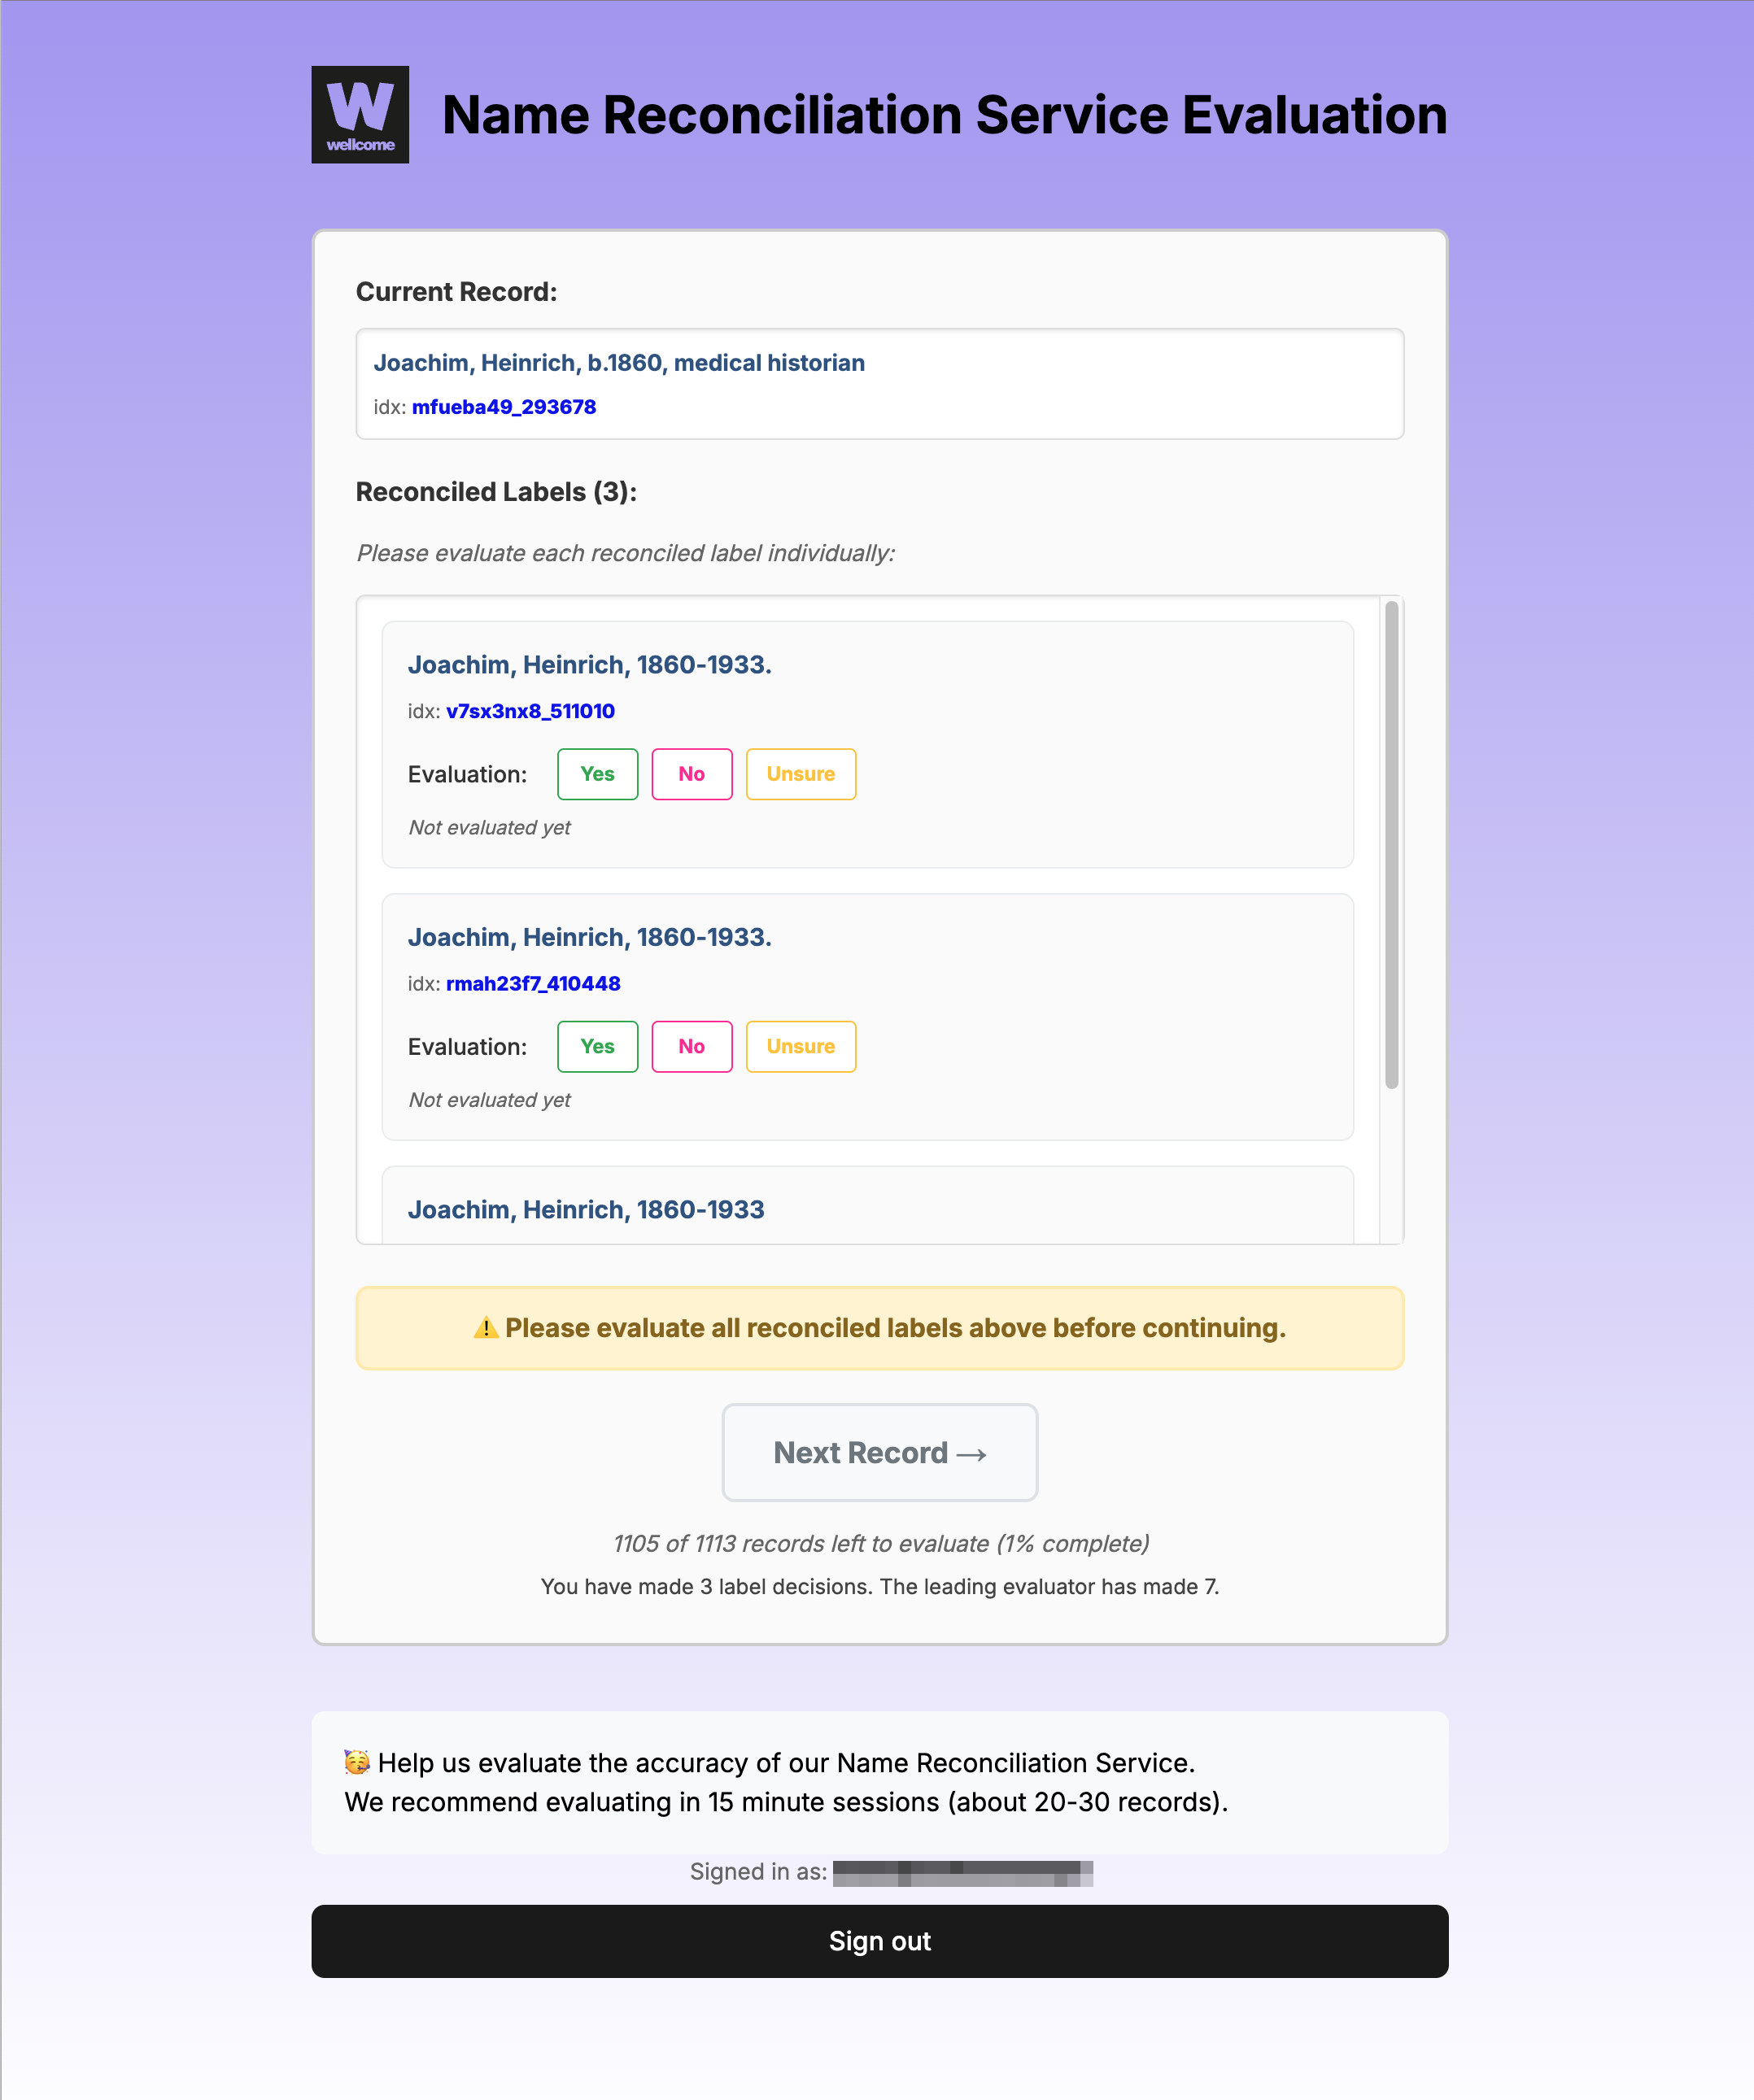 W
wellcome
Name Reconciliation Service Evaluation
Current Record:
Joachim, Heinrich, b.1860, medical historian
idx: mfueba49_293678
Reconciled Labels (3):
Please evaluate each reconciled label individually:
Joachim, Heinrich, 1860-1933.
idx: v7sx3nx8_511010
Evaluation: Yes No Unsure
Not evaluated yet
Joachim, Heinrich, 1860-1933.
idx: rmah23f7_410448
Evaluation: Yes No Unsure
Not evaluated yet
Joachim, Heinrich, 1860-1933
⚠️ Please evaluate all reconciled labels above before continuing.
Next Record →
1105 of 1113 records left to evaluate (1% complete)
You have made 3 label decisions. The leading evaluator has made 7.
🥳 Help us evaluate the accuracy of our Name Reconciliation Service.
We recommend evaluating in 15 minute sessions (about 20-30 records).
Signed in as:
Sign out